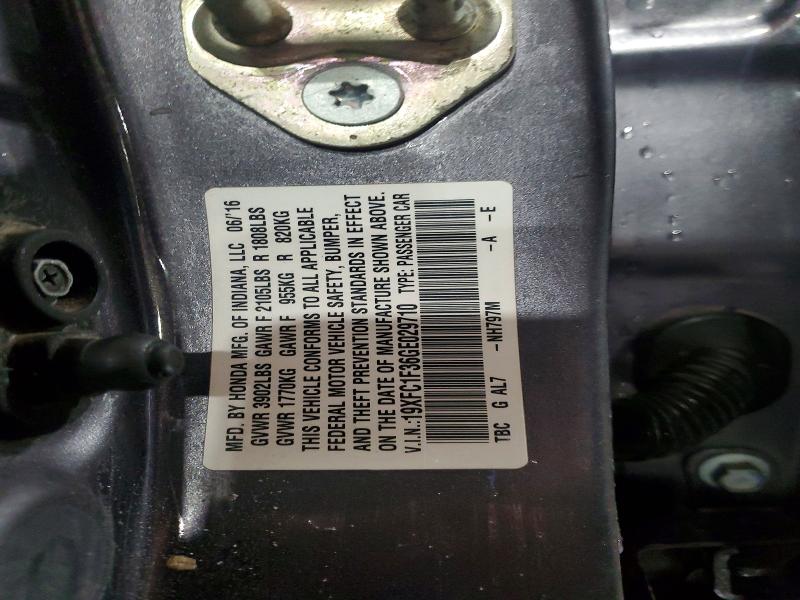 MFD. BY HONDA MFG. OF INDIANA, LLC 06/'16
GVWR 3902LBS GAWR F 2105LBS R 1808LBS
GVWR 1770KG GAWR F 955KG R 820KG
THIS VEHICLE CONFORMS TO ALL APPLICABLE
FEDERAL MOTOR VEHICLE SAFETY, BUMPER,
AND THEFT PREVENTION STANDARDS IN EFFECT
ON THE DATE OF MANUFACTURE SHOWN ABOVE.
V.I.N.:19XFC1F36GE029710 TYPE: PASSENGER CAR
TBC G AL7 -NH797M -A -E